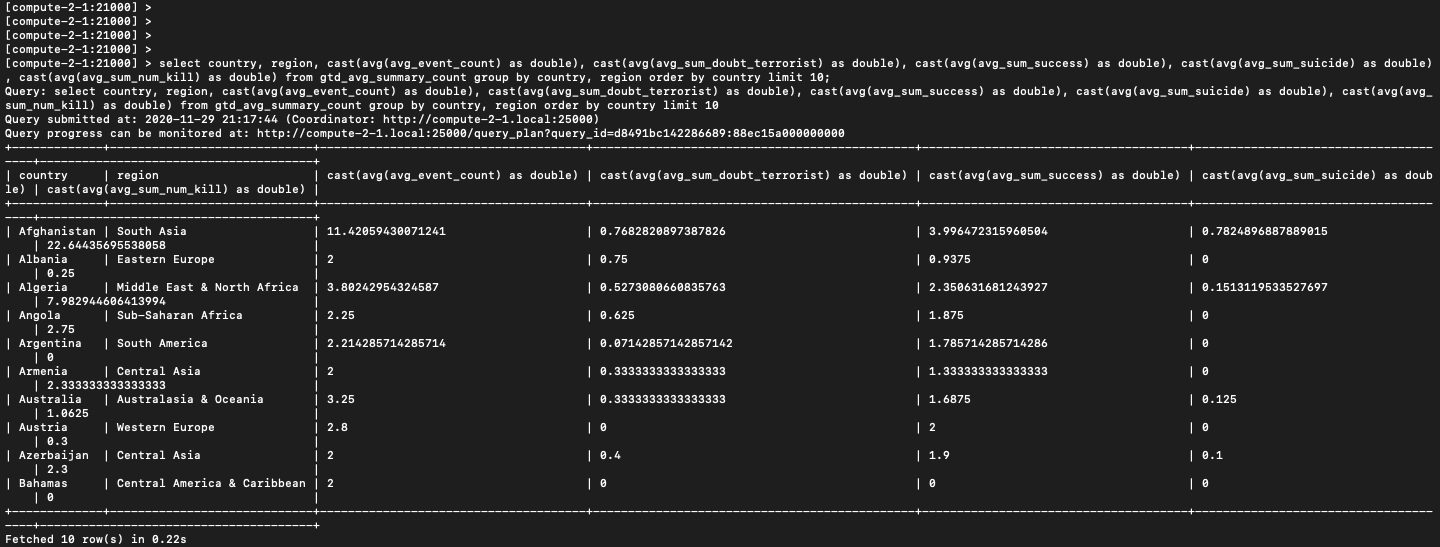 [compute-2-1:21000] >
[compute-2-1:21000] >
[compute-2-1:21000] >
[compute-2-1:21000] >
[compute-2-1:21000] > select country, region, cast(avg(avg_event_count) as double), cast(avg(avg_sum_doubt_terrorist) as double), cast(avg(avg_sum_success) as double), cast(avg(avg_sum_suicide) as double)
, cast(avg(avg_sum_num_kill) as double) from gtd_avg_summary_count group by country, region order by country limit 10;
Query: select country, region, cast(avg(avg_event_count) as double), cast(avg(avg_sum_doubt_terrorist) as double), cast(avg(avg_sum_success) as double), cast(avg(avg_sum_suicide) as double), cast(avg(avg_
sum_num_kill) as double) from gtd_avg_summary_count group by country, region order by country limit 10
Query submitted at: 2020-11-29 21:17:44 (Coordinator: http://compute-2-1.local:25000)
Query progress can be monitored at: http://compute-2-1.local:25000/query_plan?query_id=d8491bc142286689:88ec15a000000000
+-------------+----------------------------+--------------------------------------+----------------------------------------------+--------------------------------------+----------------------------------
----+---------------------------------------+
| country     | region                      | cast(avg(avg_event_count) as double) | cast(avg(avg_sum_doubt_terrorist) as double) | cast(avg(avg_sum_success) as double) | cast(avg(avg_sum_suicide) as doub
le) | cast(avg(avg_sum_num_kill) as double) |
+-------------+----------------------------+--------------------------------------+----------------------------------------------+--------------------------------------+----------------------------------
----+---------------------------------------+
| Afghanistan | South Asia                  | 11.42059430071241                    | 0.7682820897387826                           | 3.996472315960504                    | 0.7824896887889015
    | 22.64435695538058                     |
| Albania     | Eastern Europe              | 2                                    | 0.75                                         | 0.9375                               | 0
    | 0.25                                  |
| Algeria     | Middle East & North Africa  | 3.80242954324587                     | 0.5273080660835763                           | 2.350631681243927                    | 0.1513119533527697
    | 7.982944606413994                     |
| Angola      | Sub-Saharan Africa          | 2.25                                 | 0.625                                        | 1.875                                | 0
    | 2.75                                  |
| Argentina   | South America               | 2.214285714285714                    | 0.07142857142857142                          | 1.785714285714286                    | 0
    | 0                                     |
| Armenia     | Central Asia                | 2                                    | 0.3333333333333333                           | 1.333333333333333                    | 0
    | 2.333333333333333                     |
| Australia   | Australasia & Oceania       | 3.25                                 | 0.3333333333333333                           | 1.6875                               | 0.125
    | 1.0625                                |
| Austria     | Western Europe              | 2.8                                  | 0                                            | 2                                    | 0
    | 0.3                                   |
| Azerbaijan  | Central Asia                | 2                                    | 0.4                                          | 1.9                                  | 0.1
    | 2.3                                   |
| Bahamas     | Central America & Caribbean | 2                                    | 0                                            | 0                                    | 0
    | 0                                     |
+-------------+----------------------------+--------------------------------------+----------------------------------------------+--------------------------------------+----------------------------------
----+---------------------------------------+
Fetched 10 row(s) in 0.22s